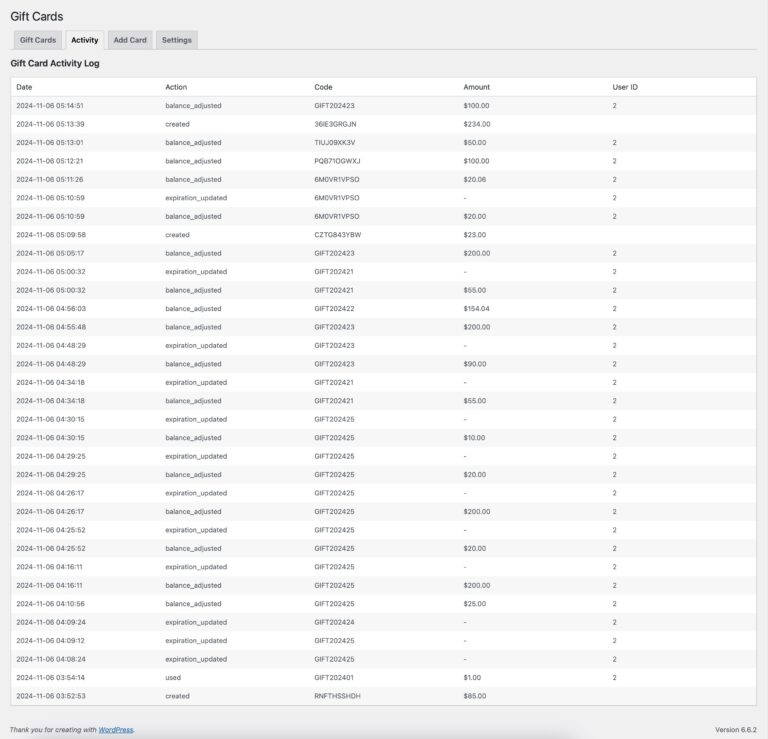 Gift Cards
Gift Cards Activity Add Card Settings
Gift Card Activity Log
Date Action Code Amount User ID
2024-11-06 05:14:51 balance_adjusted GIFT202423 $100.00 2
2024-11-06 05:13:39 created 36IE3GRGJN $234.00
2024-11-06 05:13:01 balance_adjusted TIUJ09XK3V $50.00 2
2024-11-06 05:12:21 balance_adjusted PQB71OGWXJ $100.00 2
2024-11-06 05:11:26 balance_adjusted 6M0VR1VPSO $20.06 2
2024-11-06 05:10:59 expiration_updated 6M0VR1VPSO - 2
2024-11-06 05:10:59 balance_adjusted 6M0VR1VPSO $20.00 2
2024-11-06 05:09:58 created CZTG843YBW $23.00
2024-11-06 05:05:17 balance_adjusted GIFT202423 $200.00 2
2024-11-06 05:00:32 expiration_updated GIFT202421 - 2
2024-11-06 05:00:32 balance_adjusted GIFT202421 $55.00 2
2024-11-06 04:56:03 balance_adjusted GIFT202422 $154.04 2
2024-11-06 04:55:48 balance_adjusted GIFT202423 $200.00 2
2024-11-06 04:48:29 expiration_updated GIFT202423 - 2
2024-11-06 04:48:29 balance_adjusted GIFT202423 $90.00 2
2024-11-06 04:34:18 expiration_updated GIFT202421 - 2
2024-11-06 04:34:18 balance_adjusted GIFT202421 $55.00 2
2024-11-06 04:30:15 expiration_updated GIFT202425 - 2
2024-11-06 04:30:15 balance_adjusted GIFT202425 $10.00 2
2024-11-06 04:29:25 expiration_updated GIFT202425 - 2
2024-11-06 04:29:25 balance_adjusted GIFT202425 $20.00 2
2024-11-06 04:26:17 expiration_updated GIFT202425 - 2
2024-11-06 04:26:17 balance_adjusted GIFT202425 $200.00 2
2024-11-06 04:25:52 expiration_updated GIFT202425 - 2
2024-11-06 04:25:52 balance_adjusted GIFT202425 $20.00 2
2024-11-06 04:16:11 expiration_updated GIFT202425 - 2
2024-11-06 04:16:11 balance_adjusted GIFT202425 $200.00 2
2024-11-06 04:10:56 balance_adjusted GIFT202425 $25.00 2
2024-11-06 04:09:24 expiration_updated GIFT202424 - 2
2024-11-06 04:09:12 expiration_updated GIFT202425 - 2
2024-11-06 04:08:24 expiration_updated GIFT202425 - 2
2024-11-06 03:54:14 used GIFT202401 $1.00 2
2024-11-06 03:52:53 created RNFTHSSHDH $85.00
Thank you for creating with WordPress. Version 6.6.2